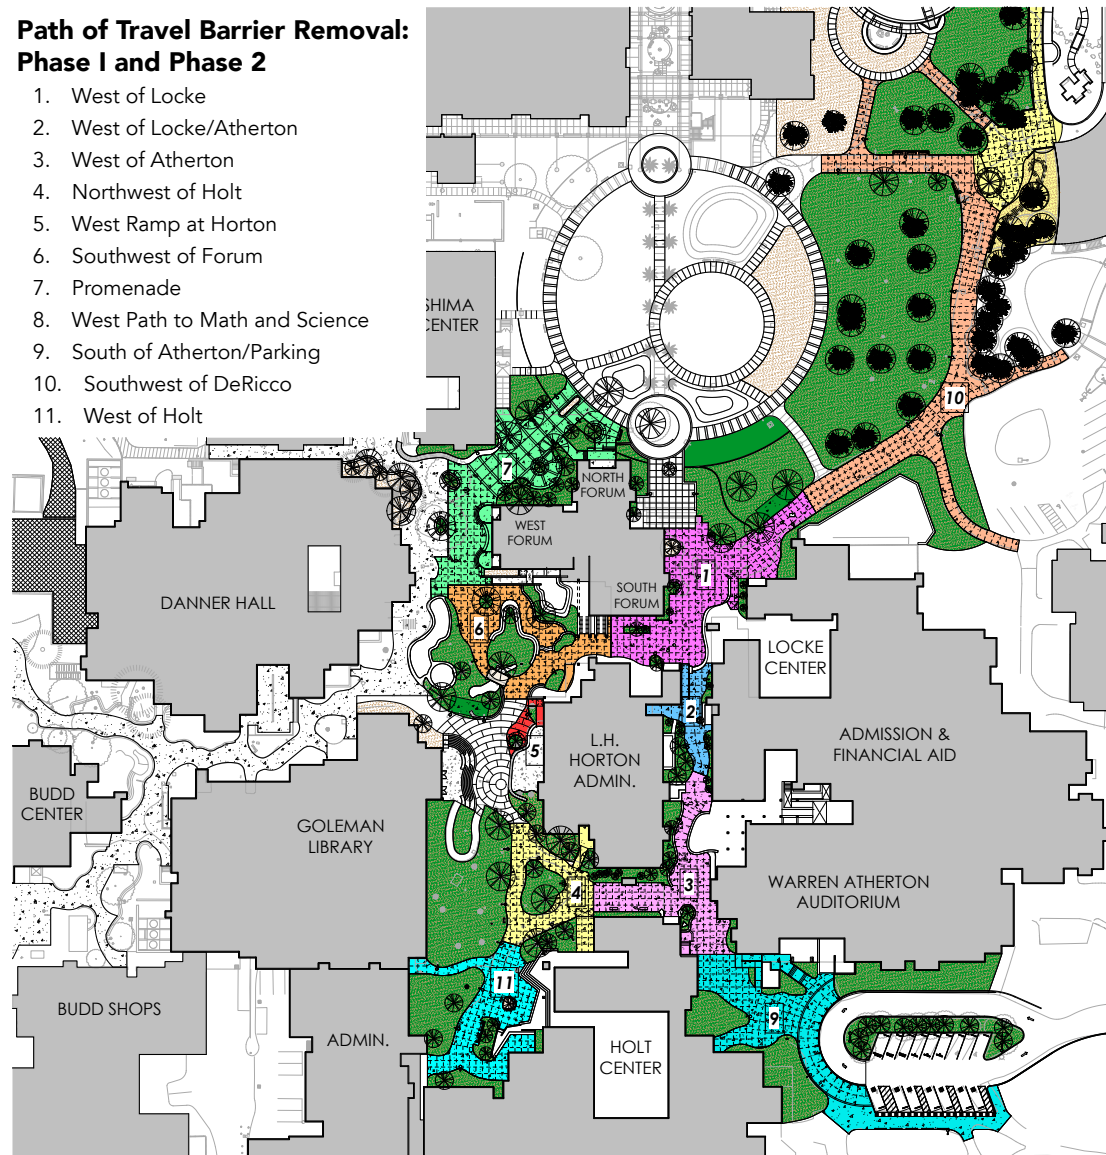 Path of Travel Barrier Removal:
Phase I and Phase 2
1. West of Locke
2. West of Locke/Atherton
3. West of Atherton
4. Northwest of Holt
5. West Ramp at Horton
6. Southwest of Forum
7. Promenade
8. West Path to Math and Science
9. South of Atherton/Parking
10. Southwest of DeRicco
11. West of Holt
SHIMA
CENTER
10
7
NORTH
FORUM
WEST
FORUM
1
SOUTH
FORUM
DANNER HALL
6
LOCKE
CENTER
2
5
L.H.
HORTON
ADMIN.
ADMISSION &
FINANCIAL AID
BUDD
CENTER
GOLEMAN
LIBRARY
4
3
WARREN ATHERTON
AUDITORIUM
11
BUDD SHOPS
9
ADMIN.
HOLT
CENTER